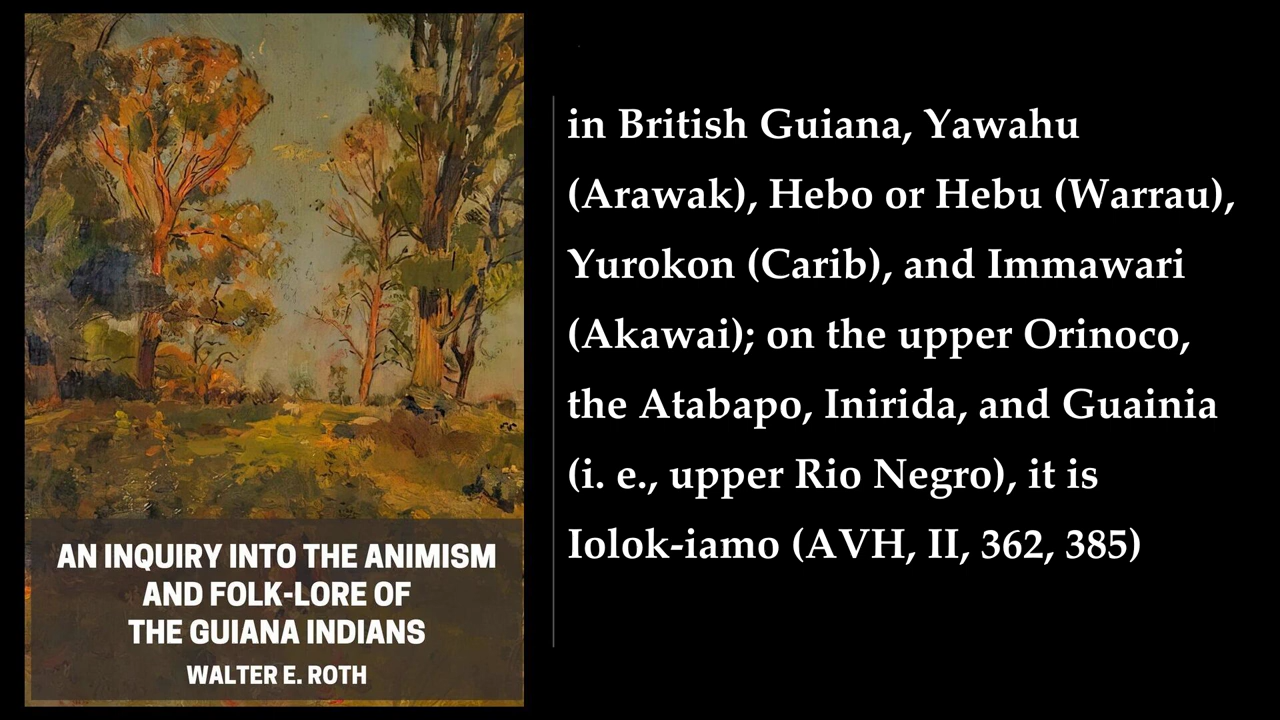 in British Guiana, Yawahu
(Arawak), Hebo or Hebu (Warrau),
Yurokon (Carib), and Immawari
(Akawai); on the upper Orinoco,
the Atabapo, Inirida, and Guainia
(i. e., upper Rio Negro), it is
Iolok-iamo (AVH, II, 362, 385)
AN INQUIRY INTO THE ANIMISM
AND FOLK-LORE OF
THE GUIANA INDIANS
WALTER E. ROTH